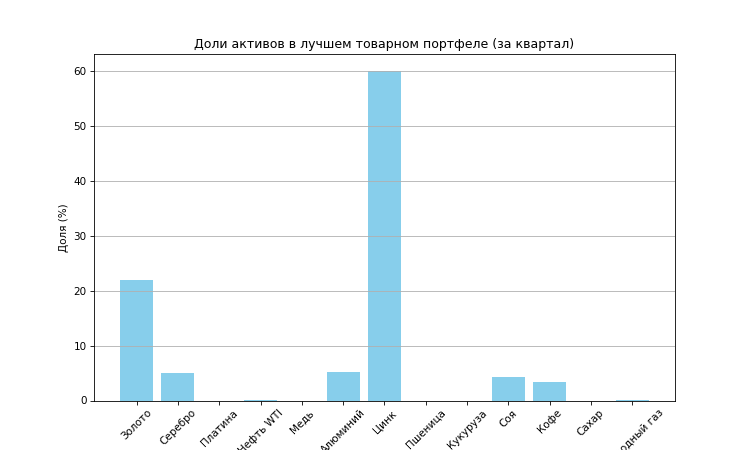 Доли активов в лучшем товарном портфеле (за квартал)
Доля (%)
60
50
40
30
20
10
0
Золото
Серебро
Платина
Нефть WTI
Медь
Алюминий
Цинк
Пшеница
Кукуруза
Соя
Кофе
Сахар
одный газ